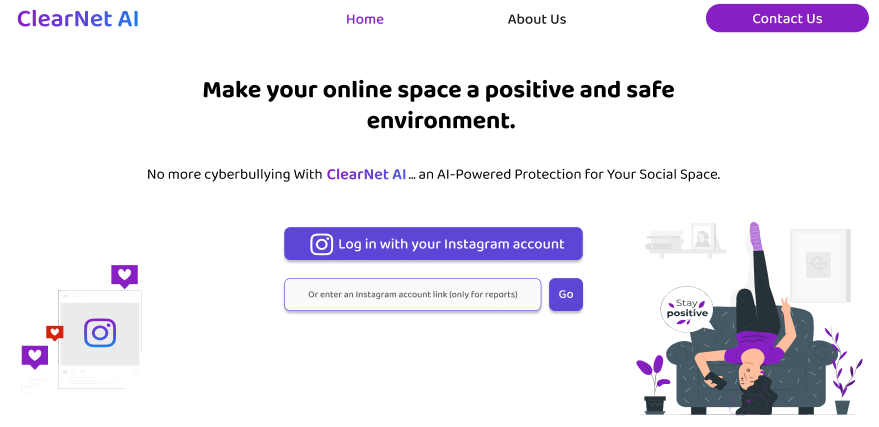 ClearNet AI
Home
About Us
Contact Us
Make your online space a positive and safe
environment.
No more cyberbullying With ClearNet AI... an AI-Powered Protection for Your Social Space.
Log in with your Instagram account
Or enter an Instagram account link (only for reports)
Go
Stay
positive